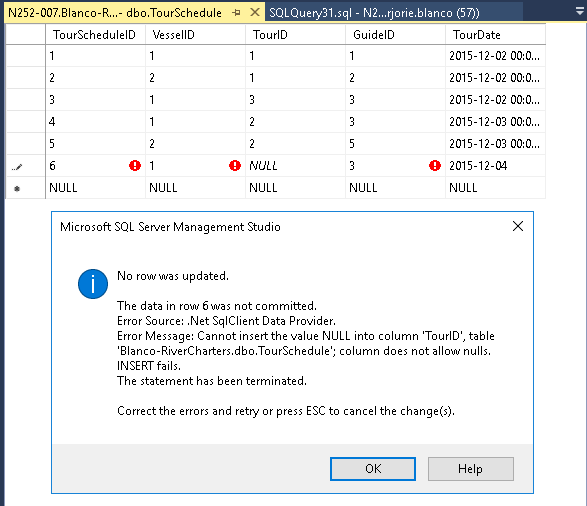 N252-007.Blanco-R...- dbo.TourSchedule SQLQuery31.sql - N2...rjorie.blanco (57))
TourScheduleID VesselID TourID GuideID TourDate
1 1 1 1 2015-12-02 00:0...
2 2 1 2 2015-12-02 00:0...
3 1 3 3 2015-12-02 00:0...
4 1 2 3 2015-12-03 00:0...
5 2 2 5 2015-12-03 00:0...
6 1 NULL 3 2015-12-04
NULL NULL NULL NULL NULL
Microsoft SQL Server Management Studio
No row was updated.
The data in row 6 was not committed.
Error Source: .Net SqlClient Data Provider.
Error Message: Cannot insert the value NULL into column 'TourID', table
'Blanco-RiverCharters.dbo.TourSchedule'; column does not allow nulls.
INSERT fails.
The statement has been terminated.
Correct the errors and retry or press ESC to cancel the change(s).
OK Help